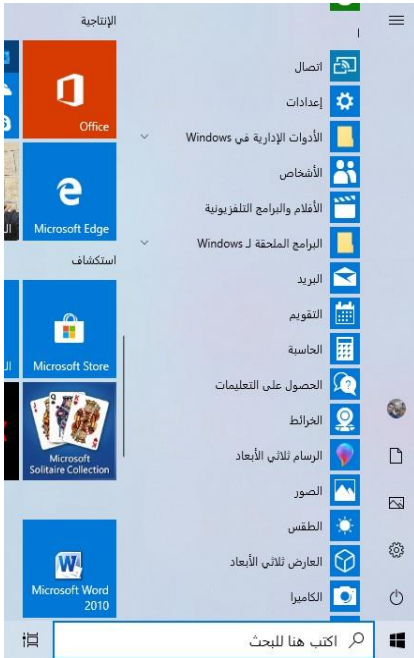 ا
اتصال
إعدادات
الأدوات الإدارية في Windows
الأشخاص
الأفلام والبرامج التلفزيونية
البرامج الملحقة لـ Windows
البريد
التقويم
الحاسبة
الحصول على التعليمات
الخرائط
الرسام ثلاثي الأبعاد
الصور
الطقس
العارض ثلاثي الأبعاد
الكاميرا
الإنتاجية
Office
Microsoft Edge
استكشاف
Microsoft Store
Microsoft
Solitaire Collection
Microsoft Word
2010
اكتب هنا للبحث